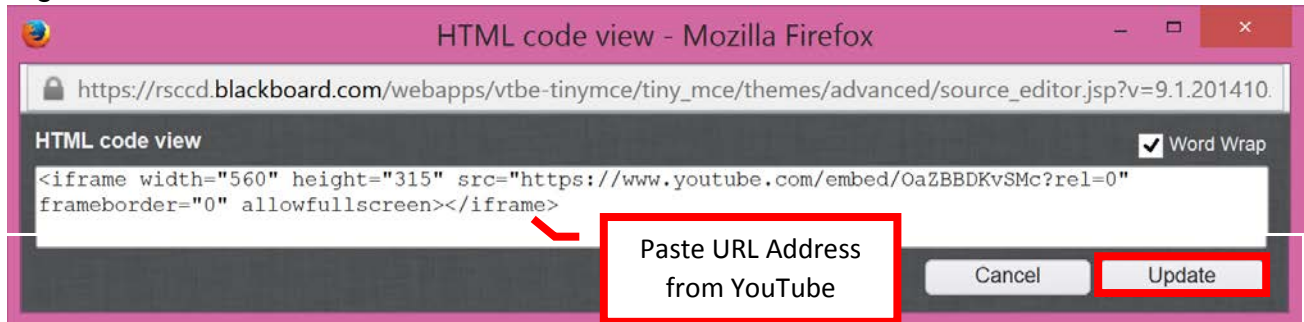 HTML code view - Mozilla Firefox
https://rsccd.blackboard.com/webapps/vtbe-tinymce/tiny_mce/themes/advanced/source_editor.jsp?v=9.1.201410.
HTML code view
Word Wrap
<iframe width="560" height="315" src="https://www.youtube.com/embed/OaZBBDKvSMc?rel=0"
frameborder="0" allowfullscreen></iframe>
Paste URL Address
from YouTube
Cancel
Update